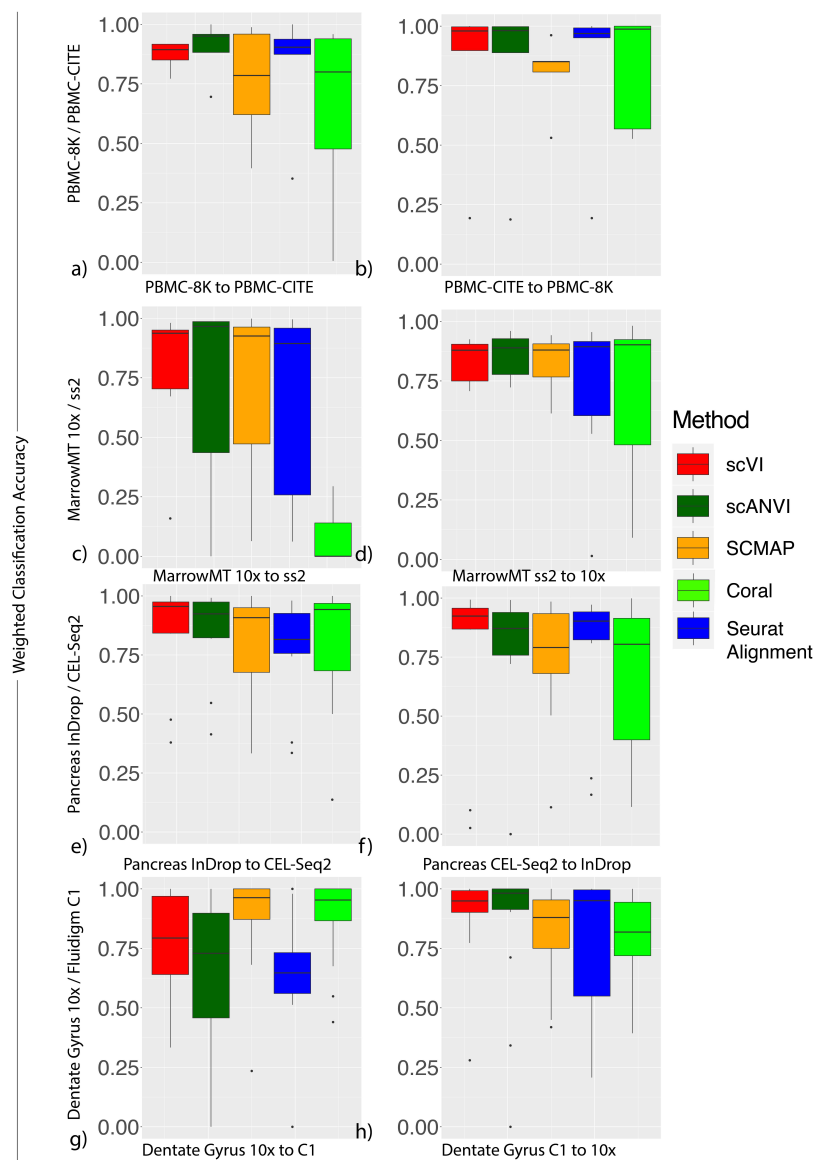 Weighted Classification Accuracy
PBMC-8K / PBMC-CITE
1.00
0.75
0.50
0.25
0.00
a)
PBMC-8K to PBMC-CITE
1.00
0.75
0.50
0.25
0.00
b)
PBMC-CITE to PBMC-8K
MarrowMT 10x / ss2
1.00
0.75
0.50
0.25
0.00
c)
MarrowMT 10x to ss2
1.00
0.75
0.50
0.25
0.00
d)
MarrowMT ss2 to 10x
Pancreas InDrop / CEL-Seq2
1.00
0.75
0.50
0.25
0.00
e)
Pancreas InDrop to CEL-Seq2
1.00
0.75
0.50
0.25
0.00
f)
Pancreas CEL-Seq2 to InDrop
Dentate Gyrus 10x / Fluidigm C1
1.00
0.75
0.50
0.25
0.00
g)
Dentate Gyrus 10x to C1
1.00
0.75
0.50
0.25
0.00
h)
Dentate Gyrus C1 to 10x
Method
scVI
scANVI
SCMAP
Coral
Seurat
Alignment